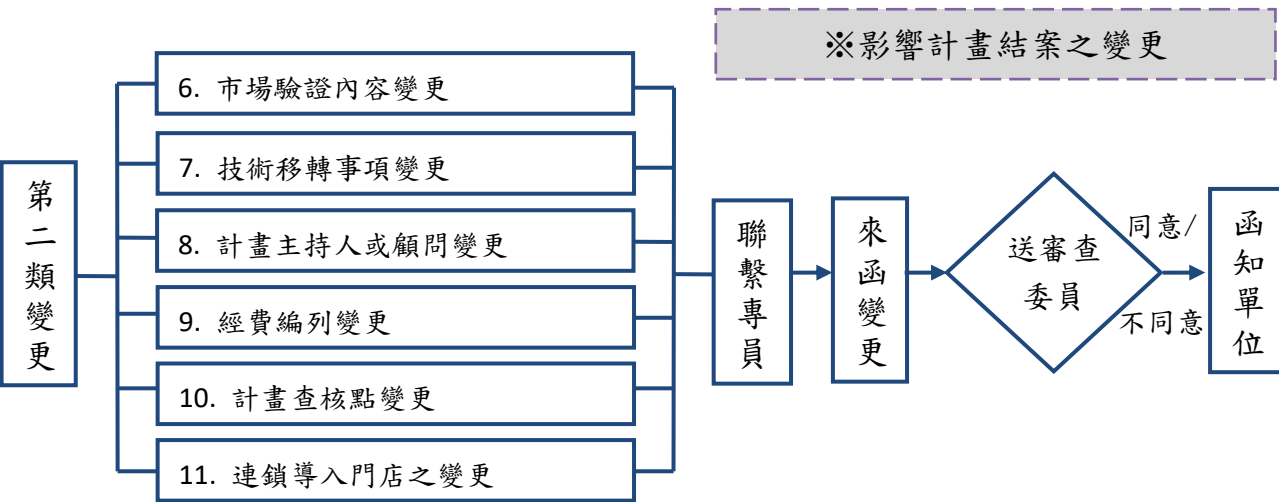 ※影響計畫結案之變更
第二類變更
6. 市場驗證內容變更
7. 技術移轉事項變更
8. 計畫主持人或顧問變更
9. 經費編列變更
10. 計畫查核點變更
11. 連鎖導入門店之變更
聯繫專員
來函變更
送審查
委員
同意/
不同意
函知單位